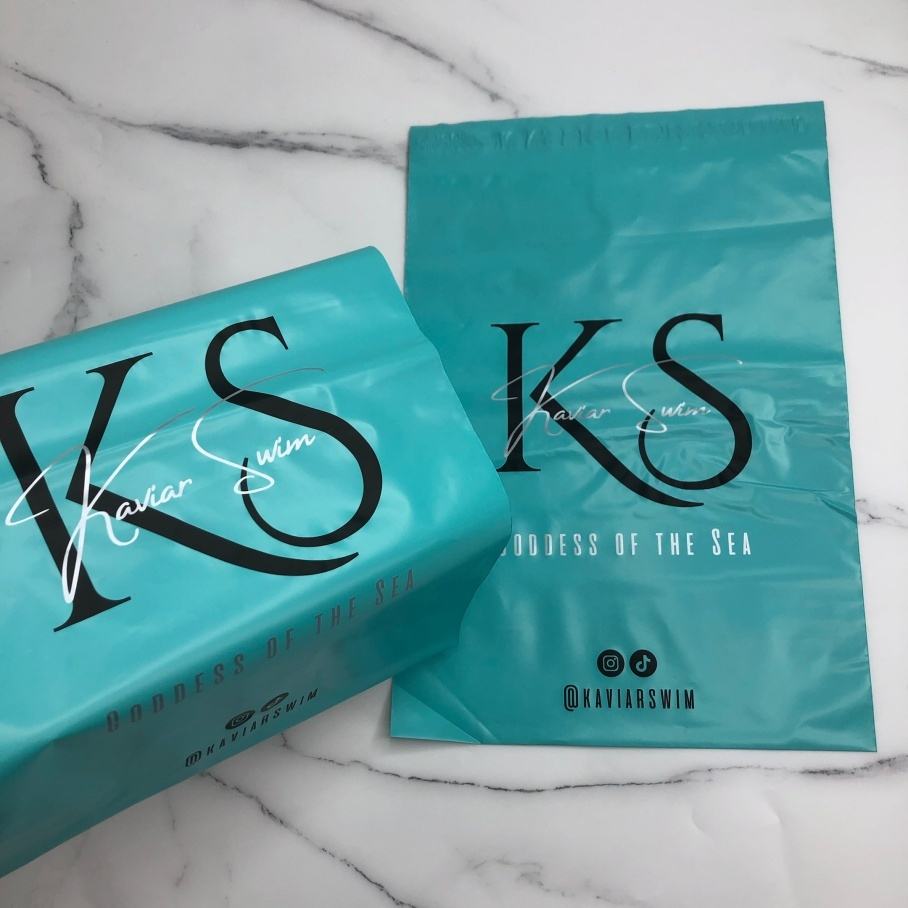 KS
Kaviar Swim
GODDESS OF THE SEA
@KAVIARSWIM
KS
Kaviar Swim
GODDESS OF THE SEA
@KAVIARSWIM